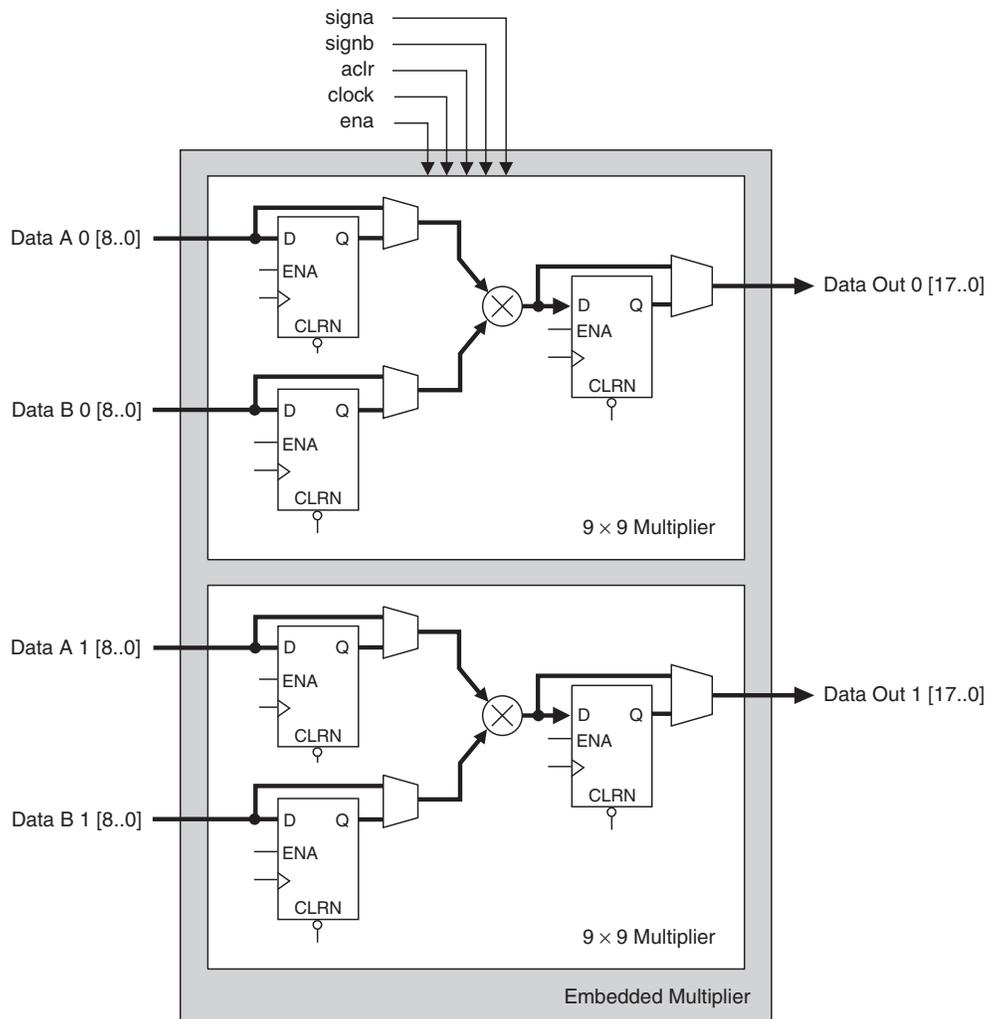 signa
signb
aclr
clock
ena
Data A 0 [8..0]
D Q
ENA
CLRN
Data B 0 [8..0]
D Q
ENA
CLRN
D Q
ENA
CLRN
Data Out 0 [17..0]
9 × 9 Multiplier
Data A 1 [8..0]
D Q
ENA
CLRN
Data B 1 [8..0]
D Q
ENA
CLRN
D Q
ENA
CLRN
Data Out 1 [17..0]
9 × 9 Multiplier
Embedded Multiplier